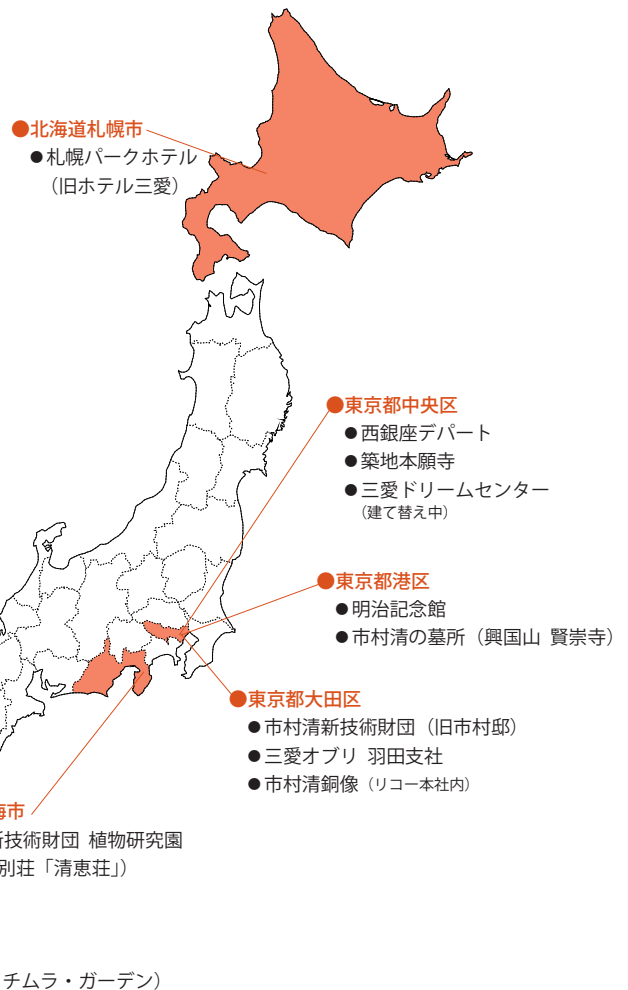 ●北海道札幌市
●札幌パークホテル
（旧ホテル三愛）
●東京都中央区
●西銀座デパート
●築地本願寺
●三愛ドリームセンター
（建て替え中）
●東京都港区
●明治記念館
●市村清の墓所（興国山 賢崇寺）
●東京都大田区
●市村清新技術財団（旧市村邸）
●三愛オブリ 羽田支社
●市村清銅像（リコー本社内）
海市
新技術財団 植物研究園
別荘「清恵荘」）
チムラ・ガーデン）